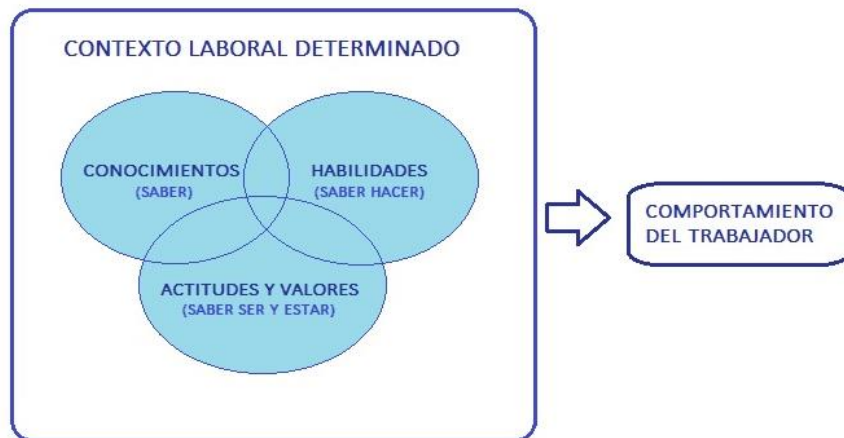 CONTEXTO LABORAL DETERMINADO
CONOCIMIENTOS
(SABER)
HABILIDADES
(SABER HACER)
ACTITUDES Y VALORES
(SABER SER Y ESTAR)
COMPORTAMIENTO
DEL TRABAJADOR